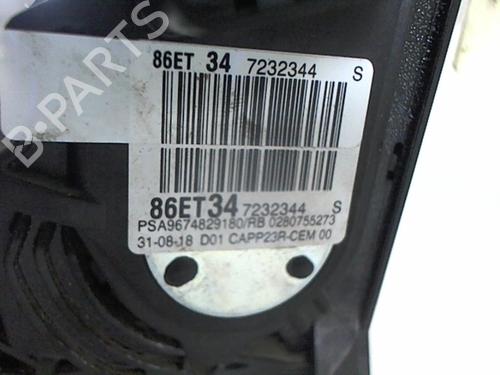 86ET 34 7232344 S
86ET34 7232344 S
PSA9674829180/RB 0280755273
31-08-18 D01 CAPP23R-CEM 00
B-PARTS